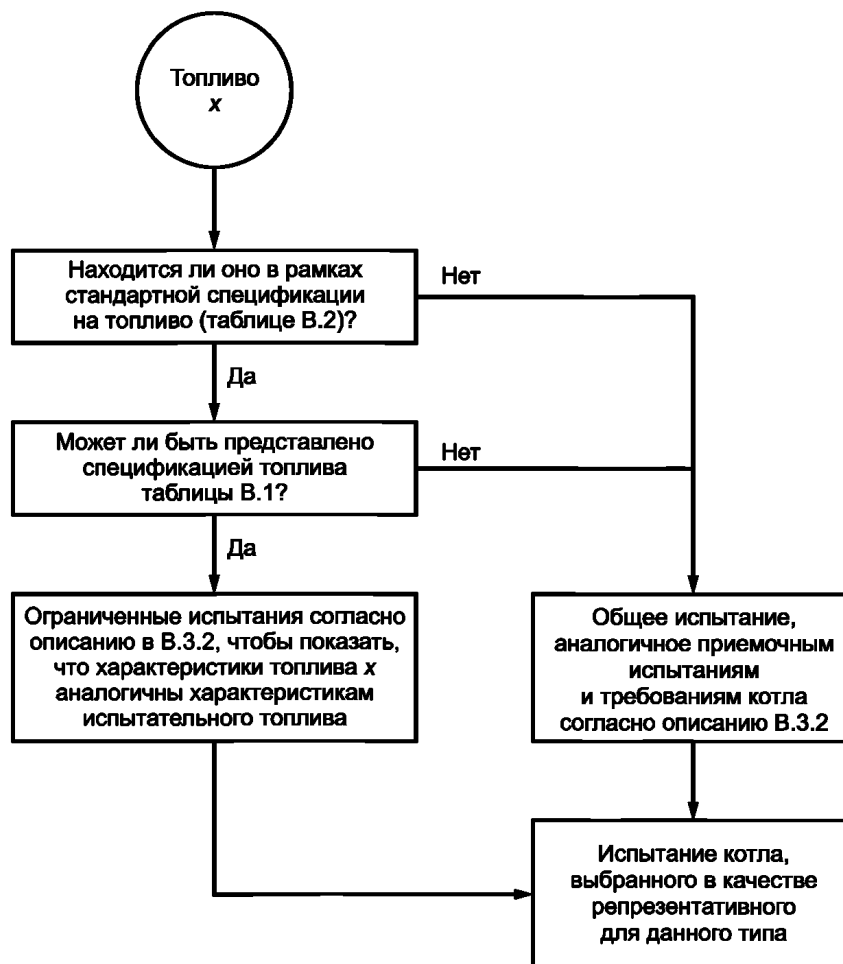 Топливо
x
Находится ли оно в рамках
стандартной спецификации
на топливо (таблице В.2)?
Нет
Да
Может ли быть представлено
спецификацией топлива
таблицы В.1?
Нет
Да
Ограниченные испытания согласно
описанию в В.3.2, чтобы показать,
что характеристики топлива x
аналогичны характеристикам
испытательного топлива
Общее испытание,
аналогичное приемочным
испытаниям
и требованиям котла
согласно описанию В.3.2
Испытание котла,
выбранного в качестве
репрезентативного
для данного типа